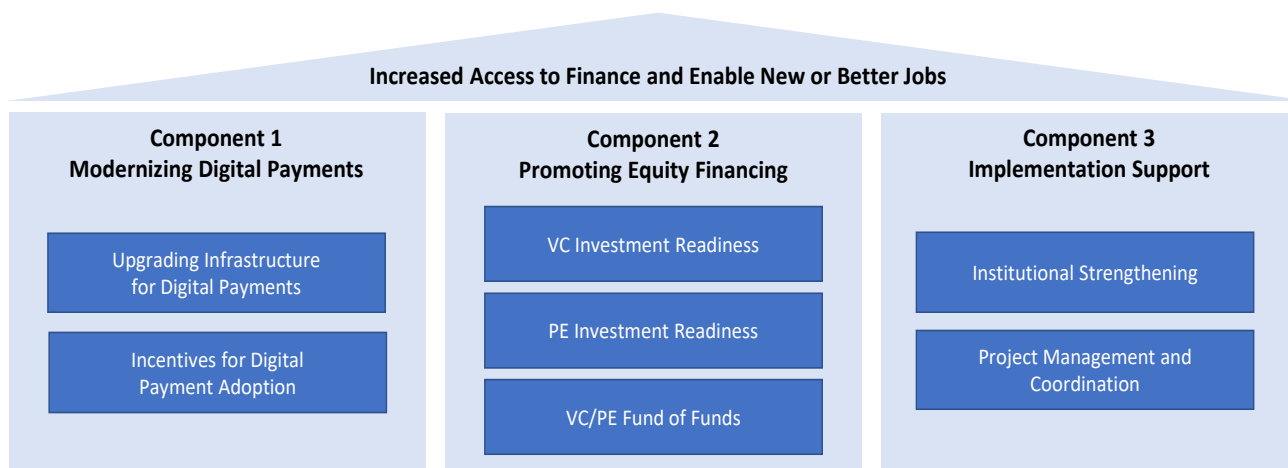 Increased Access to Finance and Enable New or Better Jobs
Component 1
Modernizing Digital Payments
Upgrading Infrastructure
for Digital Payments
Incentives for Digital
Payment Adoption
Component 2
Promoting Equity Financing
VC Investment Readiness
PE Investment Readiness
VC/PE Fund of Funds
Component 3
Implementation Support
Institutional Strengthening
Project Management and
Coordination